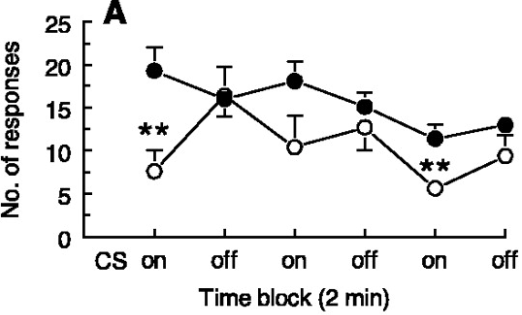 A
25
20
15
10
5
0
No. of responses
**
**
CS on off on off on off
Time block (2 min)